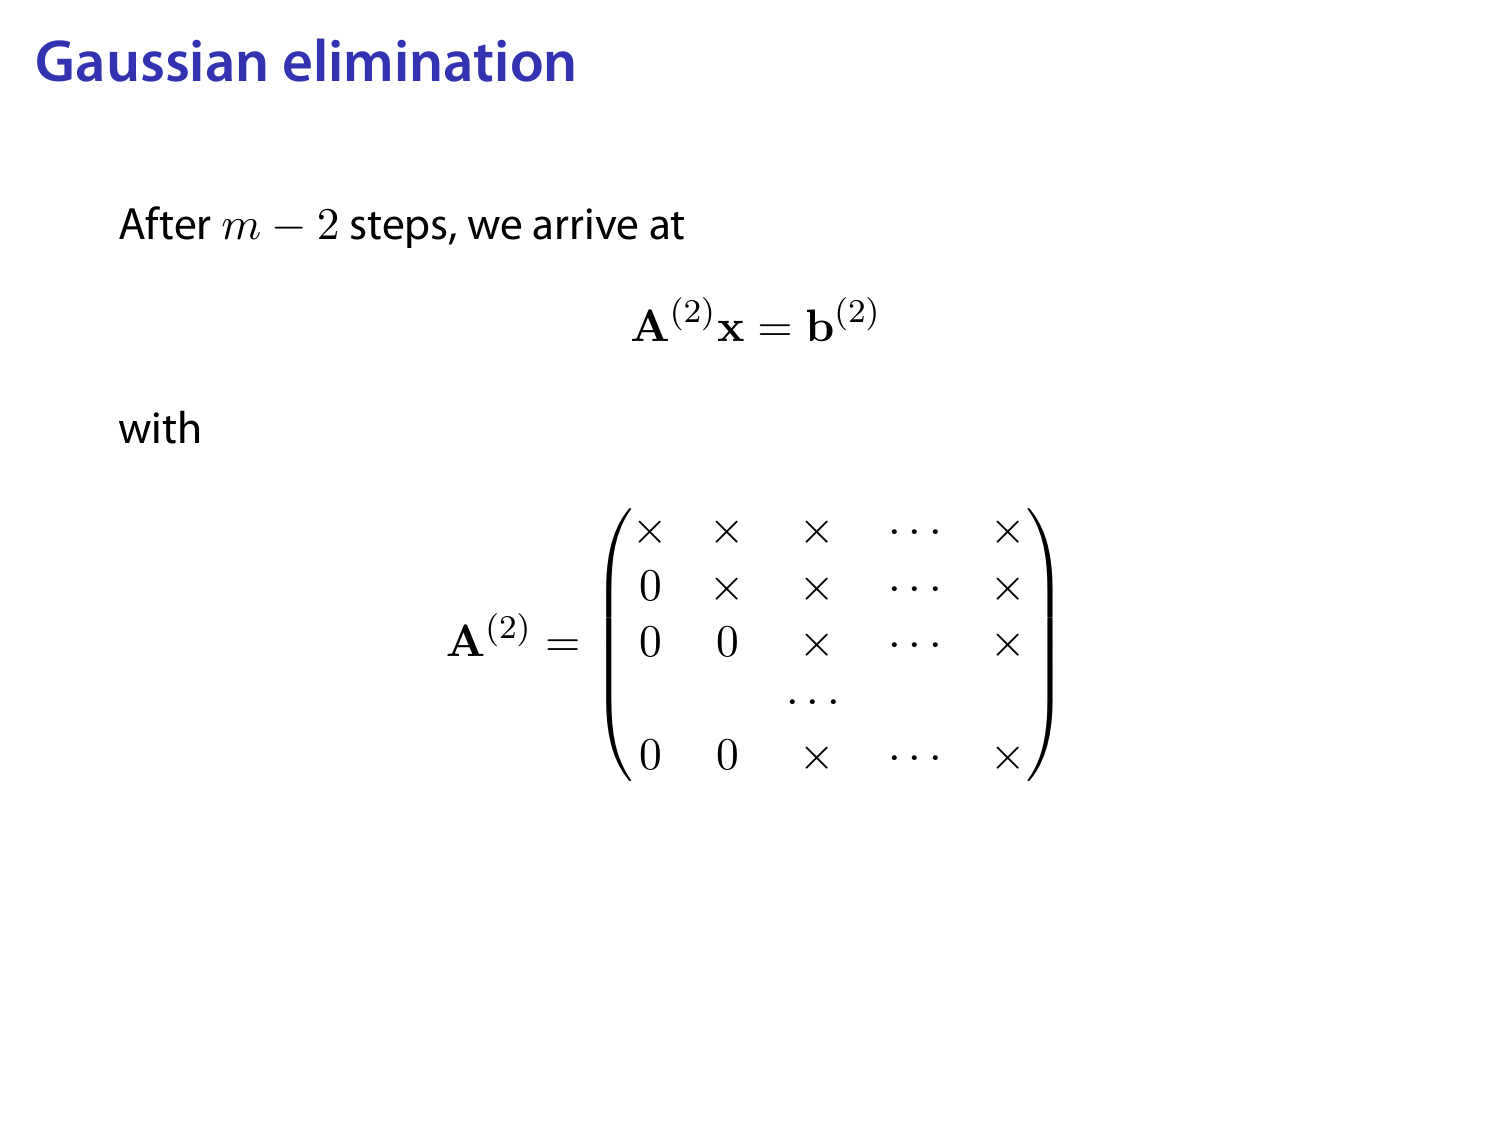 Gaussian elimination
After m − 2 steps, we arrive at
A(2)x = b(2)
with
A(2) =
× × × ··· ×
0 × × ··· ×
0 0 × ··· ×
···
0 0 × ··· ×